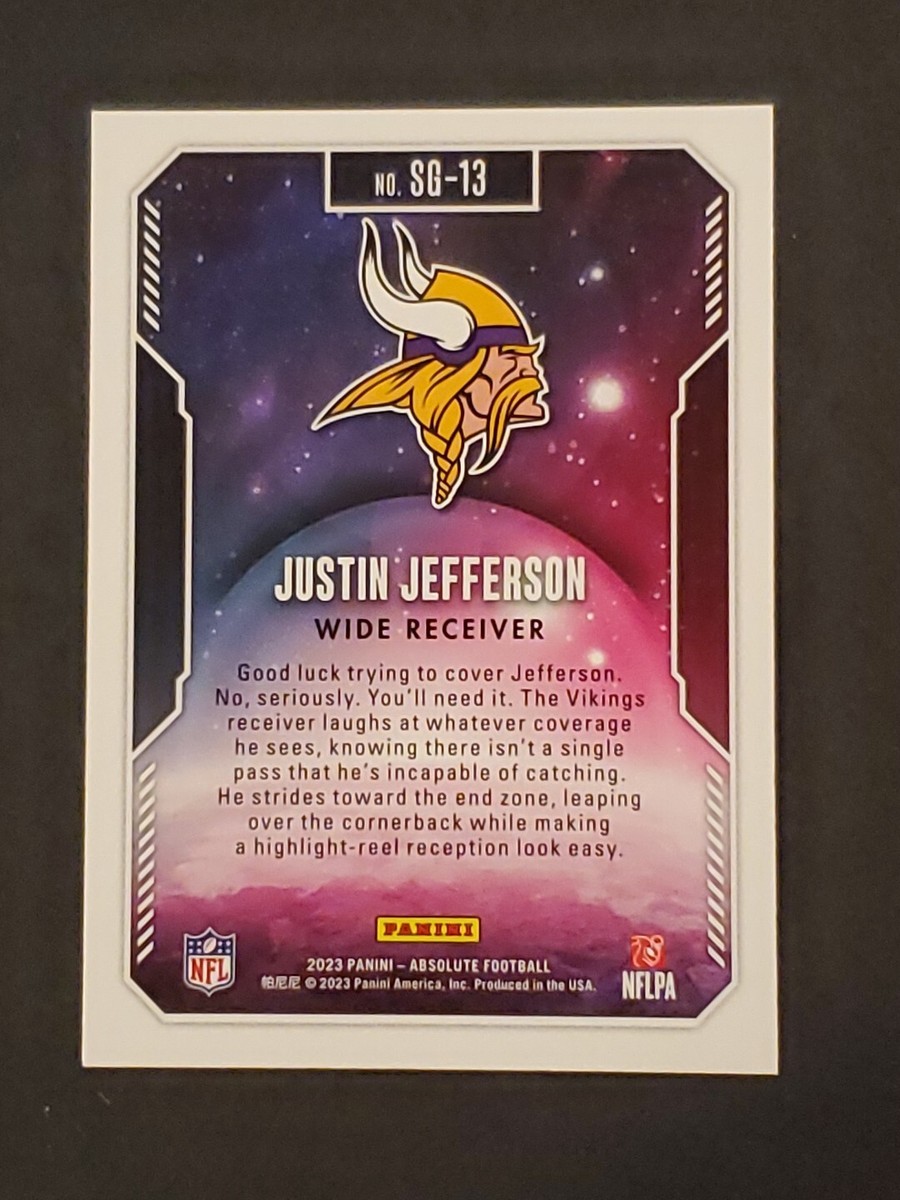 NO. SG-13
JUSTIN JEFFERSON
WIDE RECEIVER
Good luck trying to cover Jefferson.
No, seriously. You'll need it. The Vikings
receiver laughs at whatever coverage
he sees, knowing there isn't a single
pass that he's incapable of catching.
He strides toward the end zone, leaping
over the cornerback while making
a highlight-reel reception look easy.
PANINI
NFL
2023 PANINI – ABSOLUTE FOOTBALL
帕尼尼 © 2023 Panini America, Inc. Produced in the USA.
NFLPA